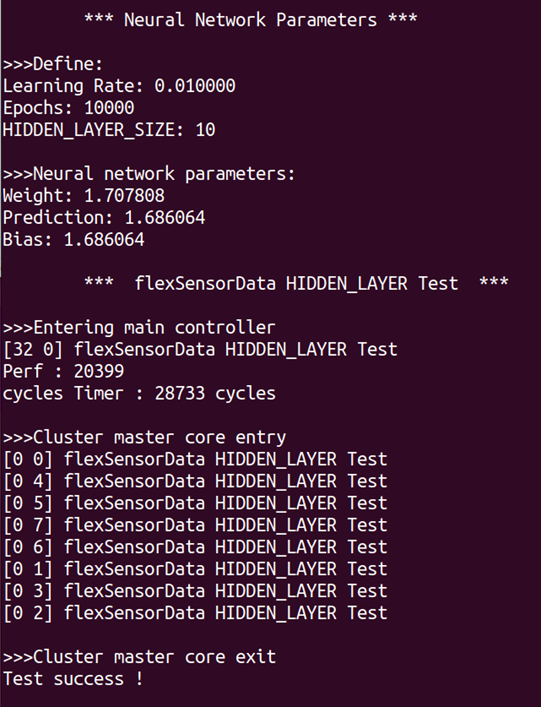 *** Neural Network Parameters ***
>>>Define:
Learning Rate: 0.010000
Epochs: 10000
HIDDEN_LAYER_SIZE: 10
>>>Neural network parameters:
Weight: 1.707808
Prediction: 1.686064
Bias: 1.686064
***  flexSensorData HIDDEN_LAYER Test  ***
>>>Entering main controller
[32 0] flexSensorData HIDDEN_LAYER Test
Perf : 20399
cycles Timer : 28733 cycles
>>>Cluster master core entry
[0 0] flexSensorData HIDDEN_LAYER Test
[0 4] flexSensorData HIDDEN_LAYER Test
[0 5] flexSensorData HIDDEN_LAYER Test
[0 7] flexSensorData HIDDEN_LAYER Test
[0 6] flexSensorData HIDDEN_LAYER Test
[0 1] flexSensorData HIDDEN_LAYER Test
[0 3] flexSensorData HIDDEN_LAYER Test
[0 2] flexSensorData HIDDEN_LAYER Test
>>>Cluster master core exit
Test success !